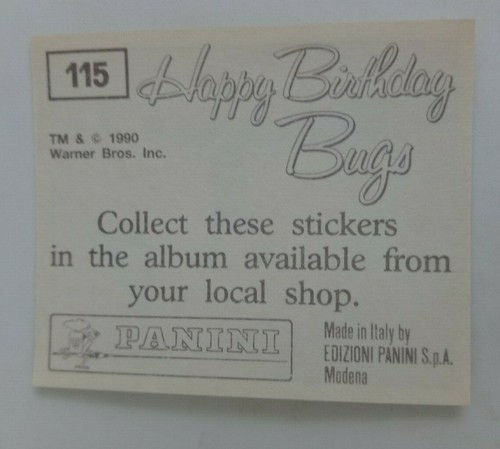 115
Happy Birthday
Bugs
TM & © 1990
Warner Bros. Inc.
Collect these stickers
in the album available from
your local shop.
PANINI
Made in Italy by
EDIZIONI PANINI S.p.A.
Modena